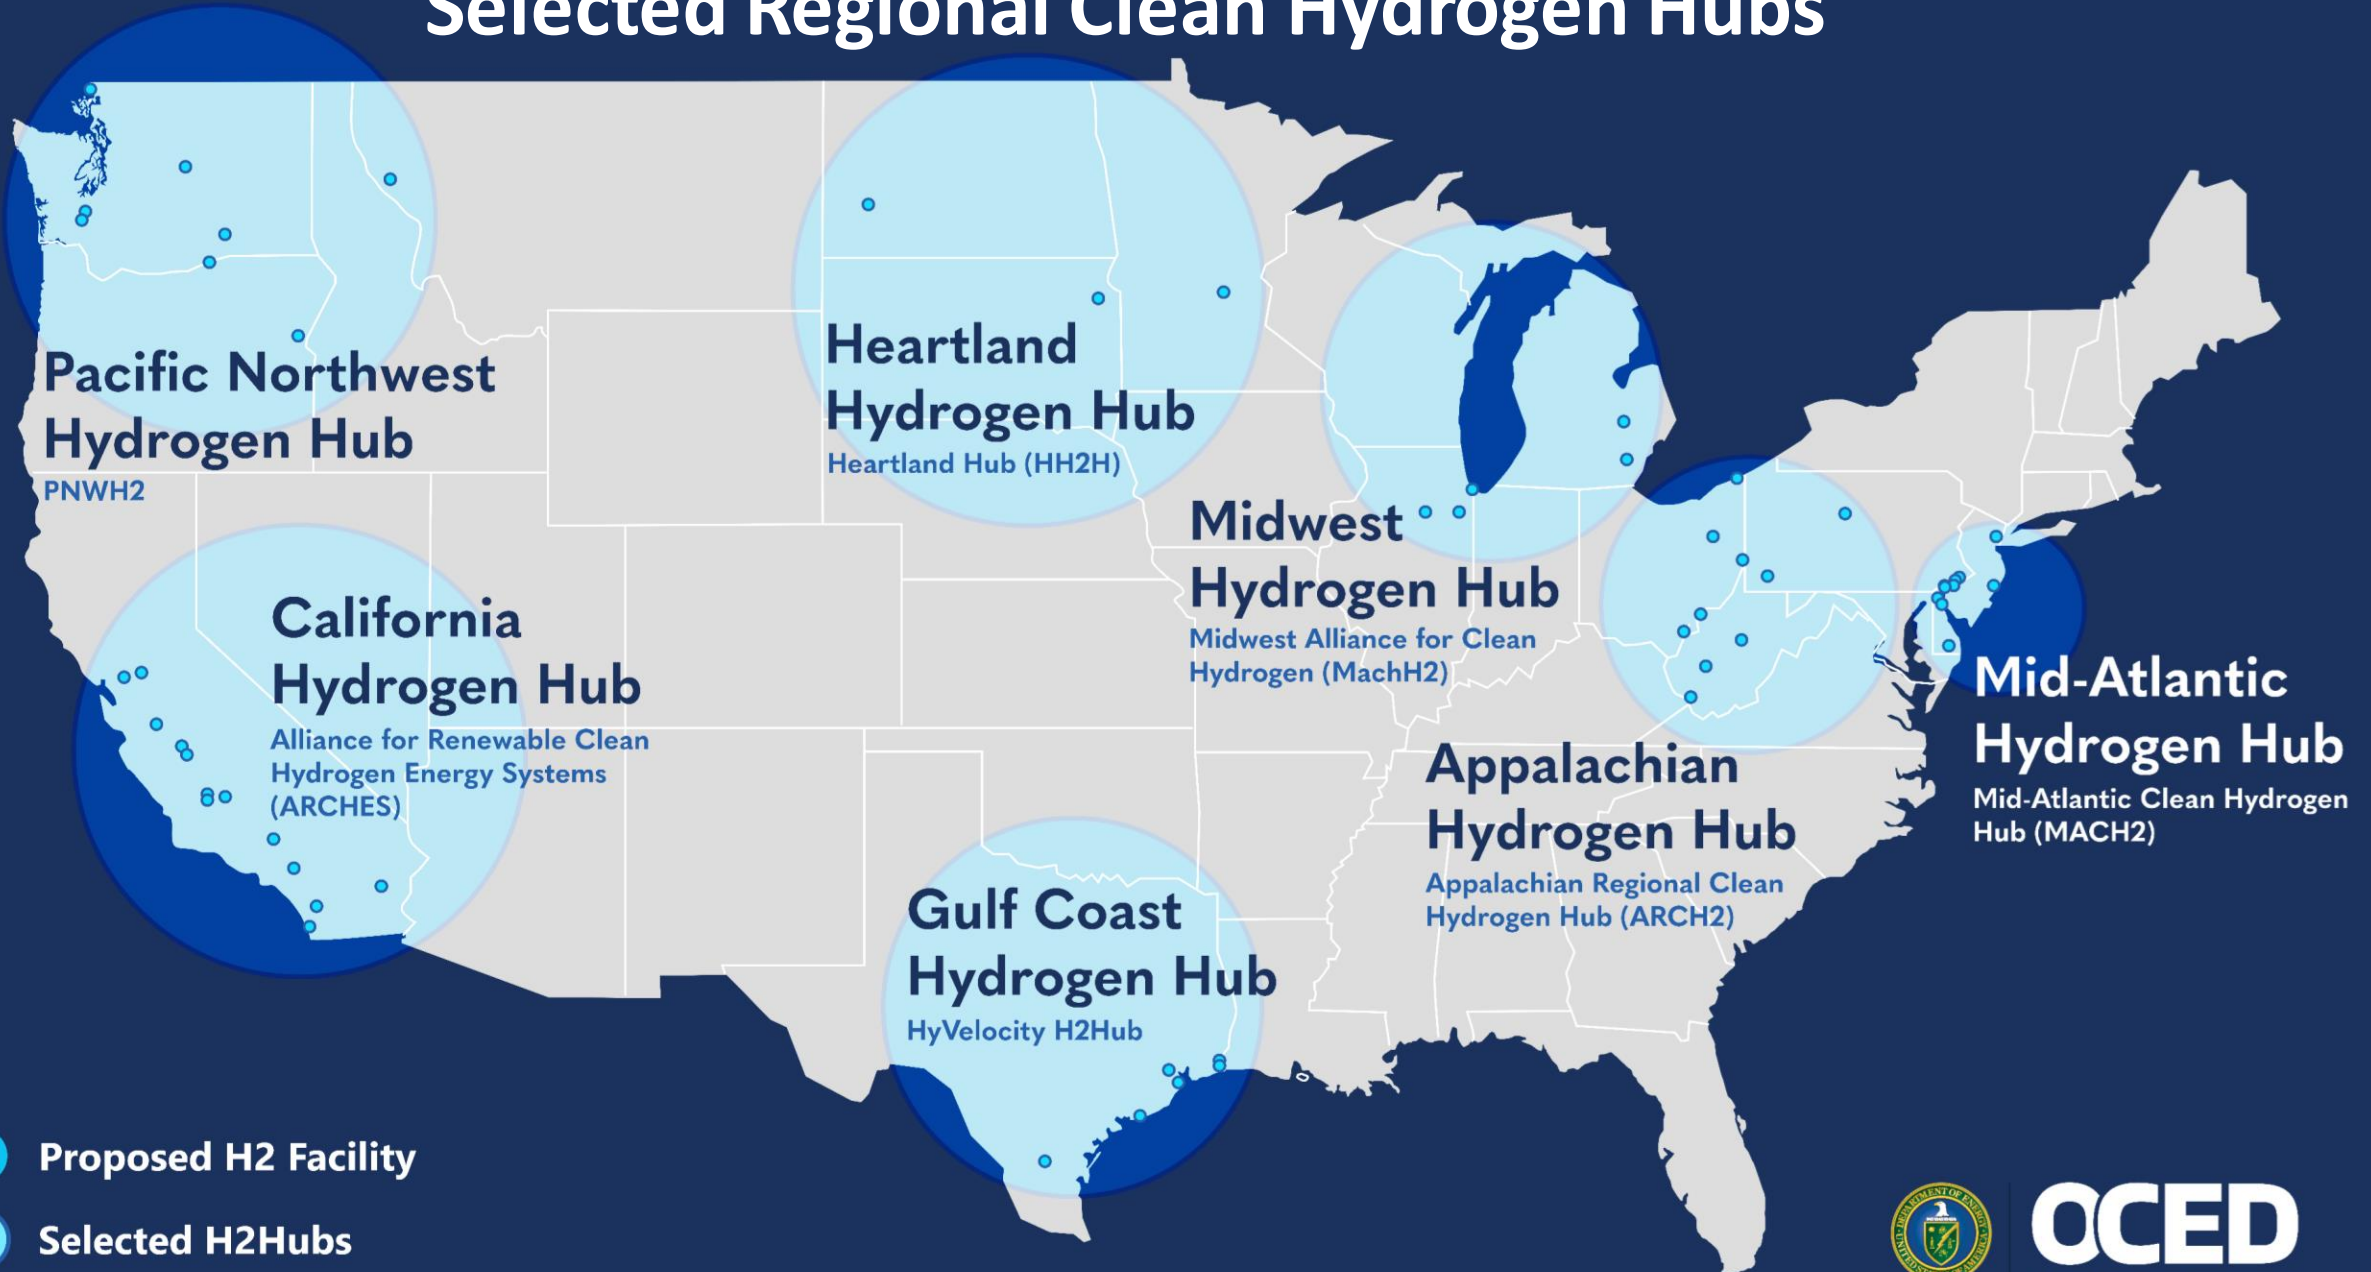 Selected Regional Clean Hydrogen Hubs
Pacific Northwest
Hydrogen Hub
PNWH2
Heartland
Hydrogen Hub
Heartland Hub (HH2H)
Midwest
Hydrogen Hub
Midwest Alliance for Clean
Hydrogen (MachH2)
California
Hydrogen Hub
Alliance for Renewable Clean
Hydrogen Energy Systems
(ARCHES)
Mid-Atlantic
Hydrogen Hub
Mid-Atlantic Clean Hydrogen
Hub (MACH2)
Appalachian
Hydrogen Hub
Appalachian Regional Clean
Hydrogen Hub (ARCH2)
Gulf Coast
Hydrogen Hub
HyVelocity H2Hub
Proposed H2 Facility
Selected H2Hubs
OCED